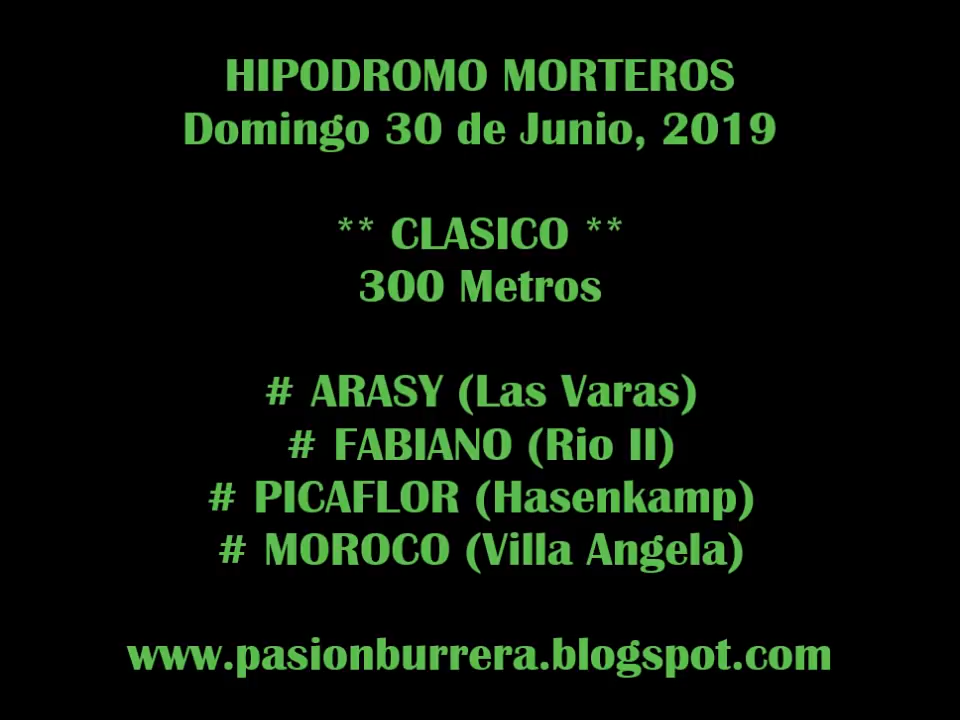 HIPODROMO MORTEROS
Domingo 30 de Junio, 2019
** CLASICO **
300 Metros
# ARASY (Las Varas)
# FABIANO (Rio II)
# PICAFLOR (Hasenkamp)
# MOROCO (Villa Angela)
www.pasionburrera.blogspot.com